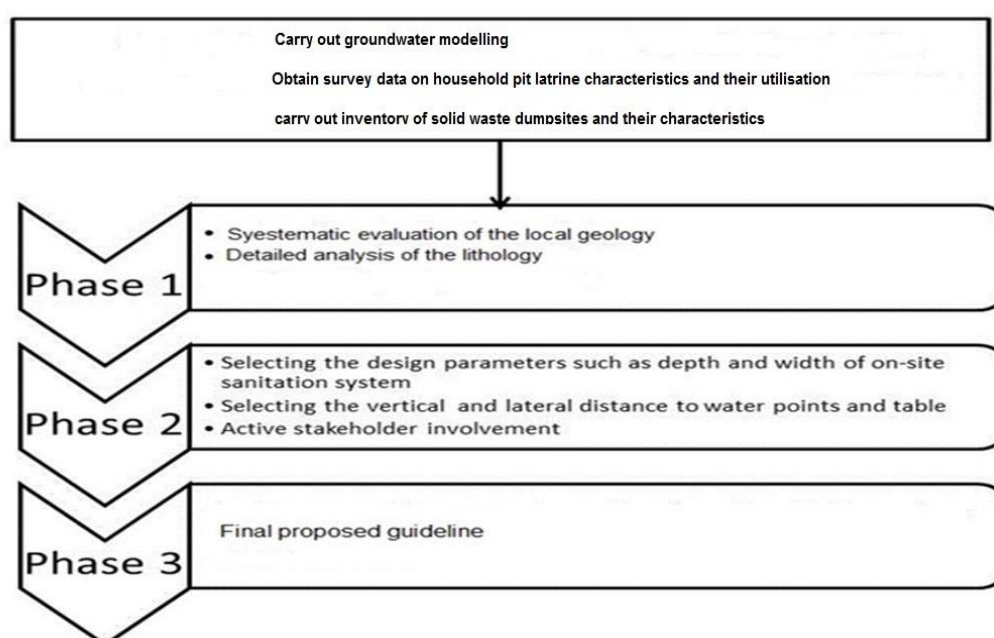 Carry out groundwater modelling
Obtain survey data on household pit latrine characteristics and their utilisation
carry out inventory of solid waste dumpsites and their characteristics
Phase 1
• Syestematic evaluation of the local geology
• Detailed analysis of the lithology
Phase 2
• Selecting the design parameters such as depth and width of on-site
sanitation system
• Selecting the vertical and lateral distance to water points and table
• Active stakeholder involvement
Phase 3
Final proposed guideline